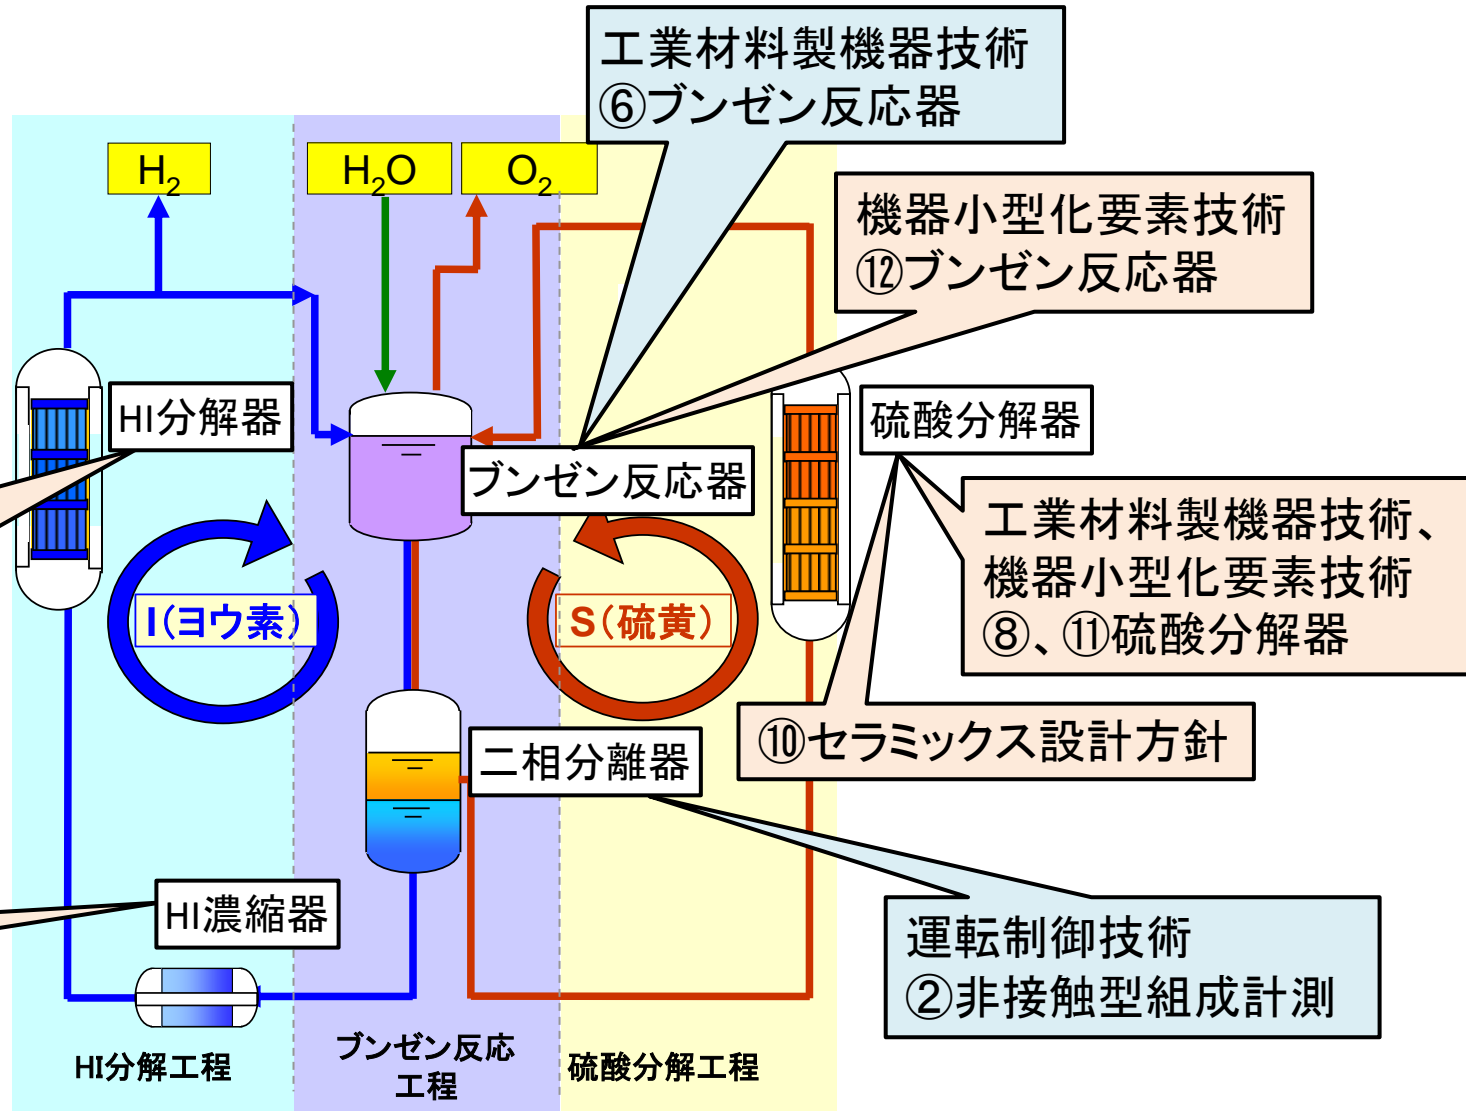 工業材料製機器技術
⑥ブンゼン反応器
H2
H2O
O2
機器小型化要素技術
⑫ブンゼン反応器
HI分解器
ブンゼン反応器
硫酸分解器
工業材料製機器技術、
機器小型化要素技術
⑧、⑪硫酸分解器
I(ヨウ素)
S(硫黄)
⑩セラミックス設計方針
二相分離器
HI濃縮器
運転制御技術
②非接触型組成計測
HI分解工程
ブンゼン反応
工程
硫酸分解工程